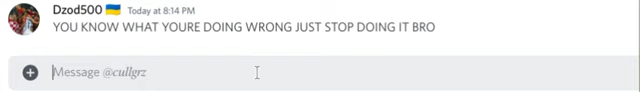 Dzod500 🇺🇦 Today at 8:14 PM
YOU KNOW WHAT YOURE DOING WRONG JUST STOP DOING IT BRO
Message @cullgrz